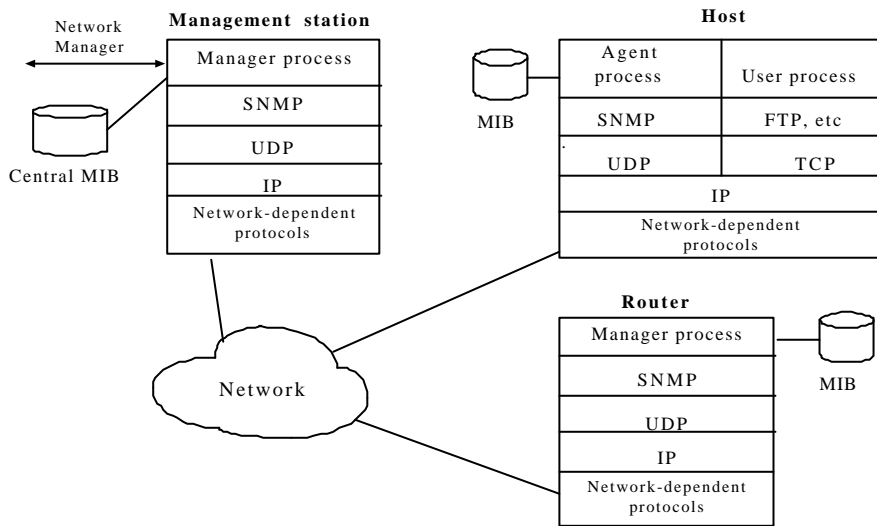 Management station
Network
Manager
Manager process
SNMP
UDP
IP
Network-dependent
protocols
Central MIB
Host
Agent
process
User process
MIB
SNMP
FTP, etc
UDP
TCP
IP
Network-dependent
protocols
Network
Router
Manager process
MIB
SNMP
UDP
IP
Network-dependent
protocols